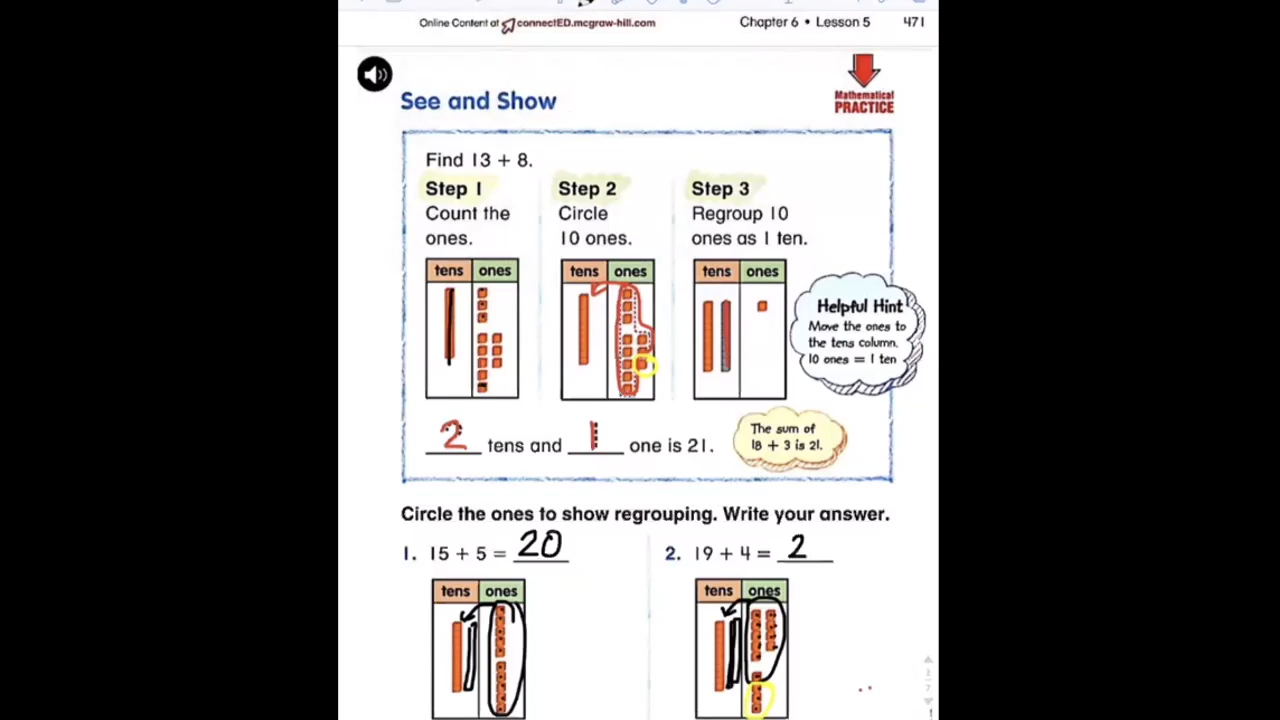 Online Content at connectED.mcgraw-hill.com
Chapter 6 • Lesson 5 471
See and Show
Mathematical
PRACTICE
Find 13 + 8.
Step 1
Count the
ones.
tens ones
Step 2
Circle
10 ones.
tens ones
Step 3
Regroup 10
ones as 1 ten.
tens ones
Helpful Hint
Move the ones to
the tens column.
10 ones = 1 ten
2 tens and 1 one is 21.
The sum of
18 + 3 is 21.
Circle the ones to show regrouping. Write your answer.
1. 15 + 5 = 20
tens ones
2. 19 + 4 = 2
tens ones